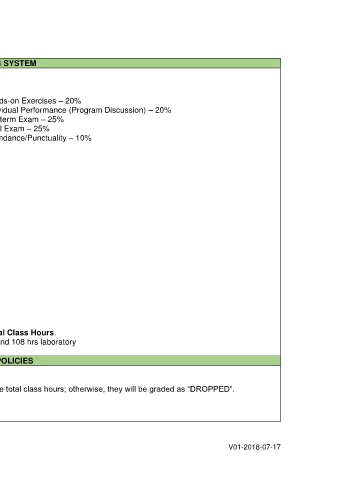 SYSTEM
ds-on Exercises – 20%
vidual Performance (Program Discussion) – 20%
term Exam – 25%
l Exam – 25%
ndance/Punctuality – 10%
al Class Hours.
nd 108 hrs laboratory
POLICIES
e total class hours; otherwise, they will be graded as “DROPPED”.
V01-2018-07-17